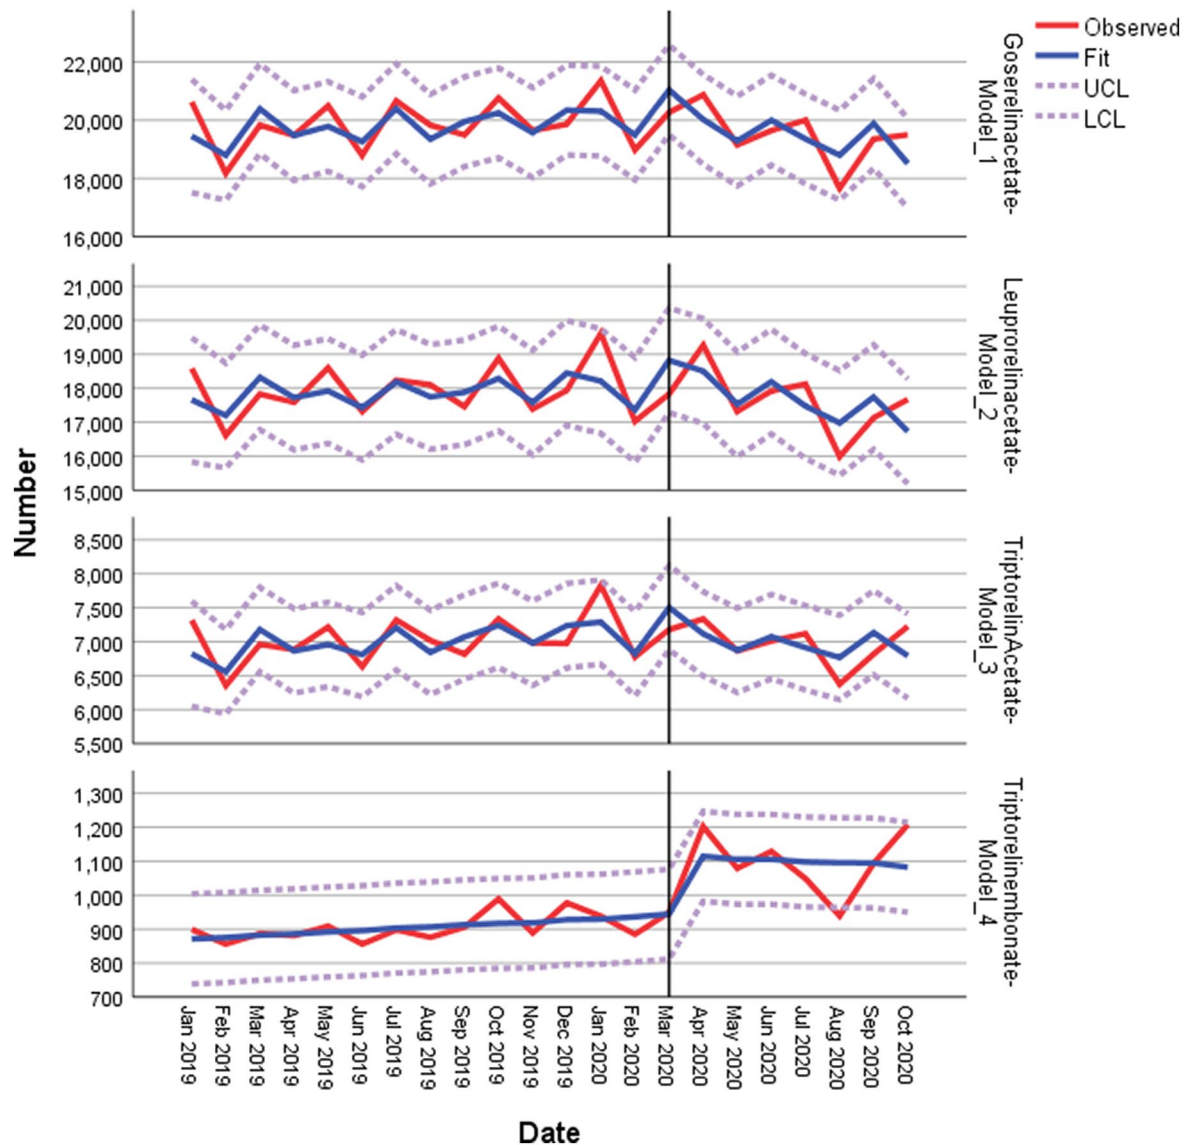 Observed
Fit
UCL
LCL
Number
22,000
20,000
18,000
16,000
Goserelinacetate-
Model_1
21,000
20,000
19,000
18,000
17,000
16,000
15,000
Leuprorelinacetate-
Model_2
8,500
8,000
7,500
7,000
6,500
6,000
5,500
TriptorelinAcetate-
Model_3
1,300
1,200
1,100
1,000
900
800
700
Triptorelinembonate-
Model_4
Jan 2019
Feb 2019
Mar 2019
Apr 2019
May 2019
Jun 2019
Jul 2019
Aug 2019
Sep 2019
Oct 2019
Nov 2019
Dec 2019
Jan 2020
Feb 2020
Mar 2020
Apr 2020
May 2020
Jun 2020
Jul 2020
Aug 2020
Sep 2020
Oct 2020
Date